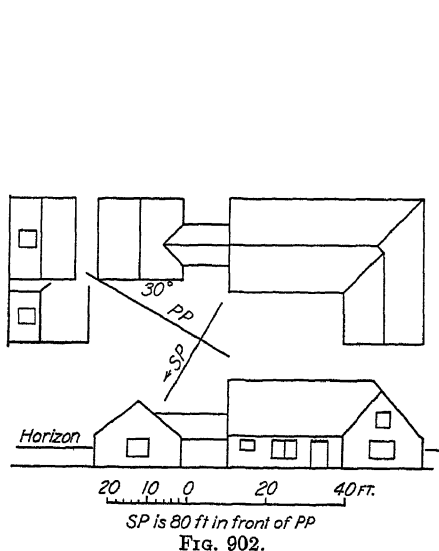 30°
PP
SP
Horizon
20 10 0 20 40 FT.
SP is 80 ft in front of PP
FIG. 902.